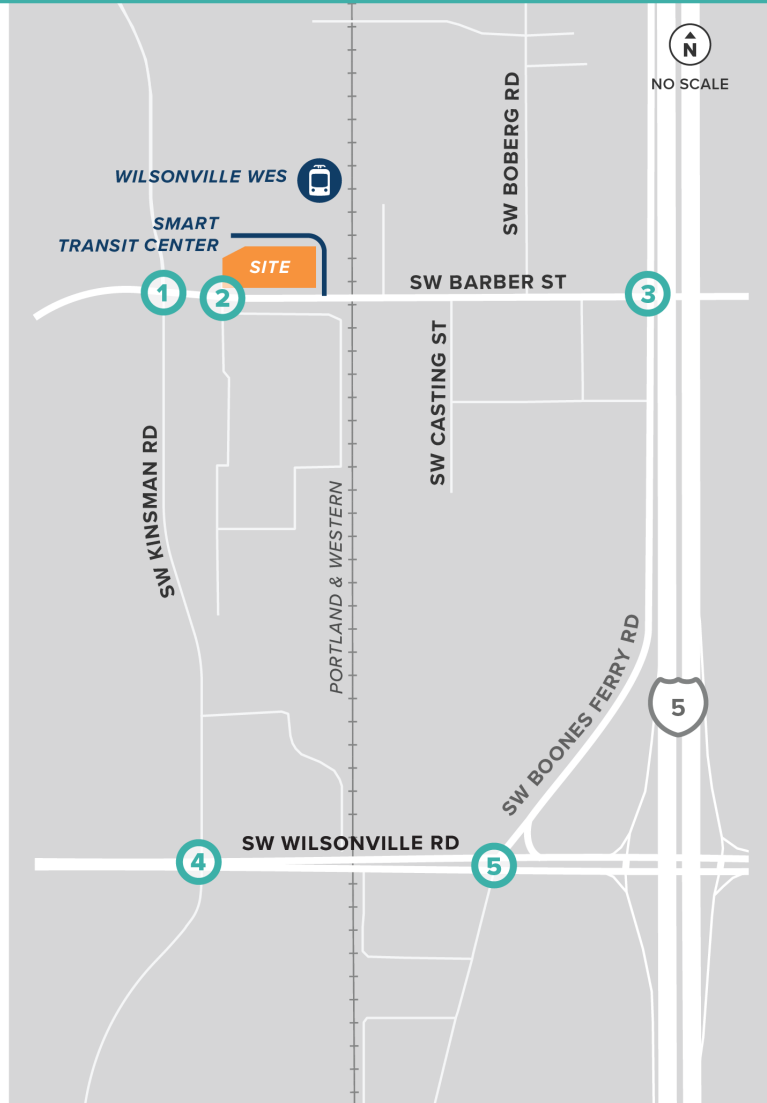 N
NO SCALE
SW BOBERG RD
WILSONVILLE WES
SMART
TRANSIT CENTER
SITE
SW BARBER ST
1
2
3
SW CASTING ST
SW KINSMAN RD
PORTLAND & WESTERN
SW BOONES FERRY RD
5
SW WILSONVILLE RD
4
5